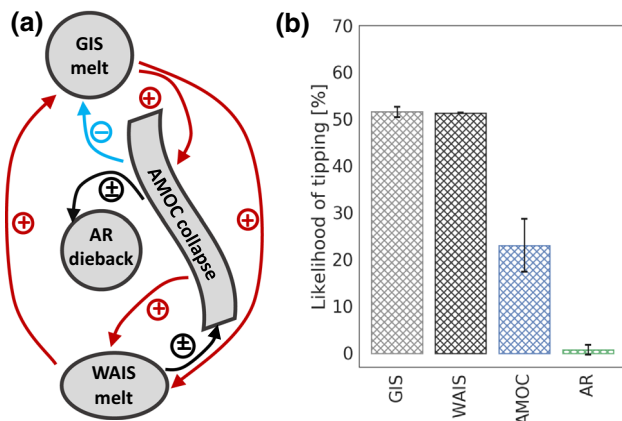 (a)
GIS
melt
+
−
+
±
AR
dieback
AMOC collapse
+
+
±
WAIS
melt
(b)
Likelihood of tipping [%]
70
60
50
40
30
20
10
0
GIS
WAIS
AMOC
AR